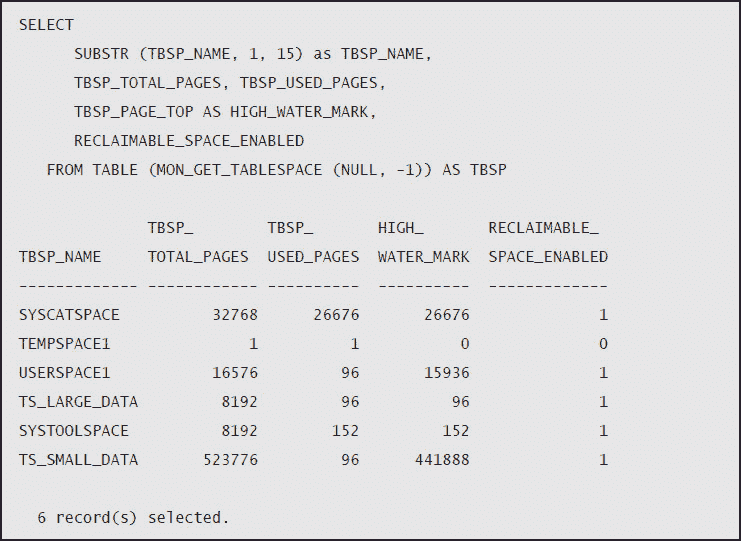 SELECT
      SUBSTR (TBSP_NAME, 1, 15) as TBSP_NAME,
      TBSP_TOTAL_PAGES, TBSP_USED_PAGES,
      TBSP_PAGE_TOP AS HIGH_WATER_MARK,
      RECLAIMABLE_SPACE_ENABLED
   FROM TABLE (MON_GET_TABLESPACE (NULL, -1)) AS TBSP

              TBSP_        TBSP_       HIGH_       RECLAIMABLE_
TBSP_NAME     TOTAL_PAGES  USED_PAGES  WATER_MARK  SPACE_ENABLED
------------- ------------ ----------  ----------  -------------
SYSCATSPACE          32768      26676       26676              1
TEMPSPACE1               1          1           0              0
USERSPACE1           16576         96       15936              1
TS_LARGE_DATA         8192         96          96              1
SYSTOOLSPACE          8192        152         152              1
TS_SMALL_DATA       523776         96      441888              1

  6 record(s) selected.